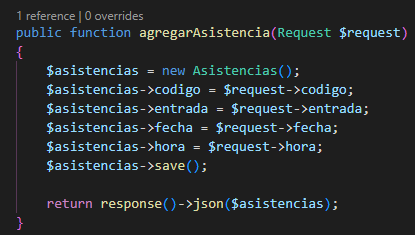 1 reference | 0 overrides
public function agregarAsistencia(Request $request)
{
    $asistencias = new Asistencias();
    $asistencias->codigo = $request->codigo;
    $asistencias->entrada = $request->entrada;
    $asistencias->fecha = $request->fecha;
    $asistencias->hora = $request->hora;
    $asistencias->save();

    return response()->json($asistencias);
}